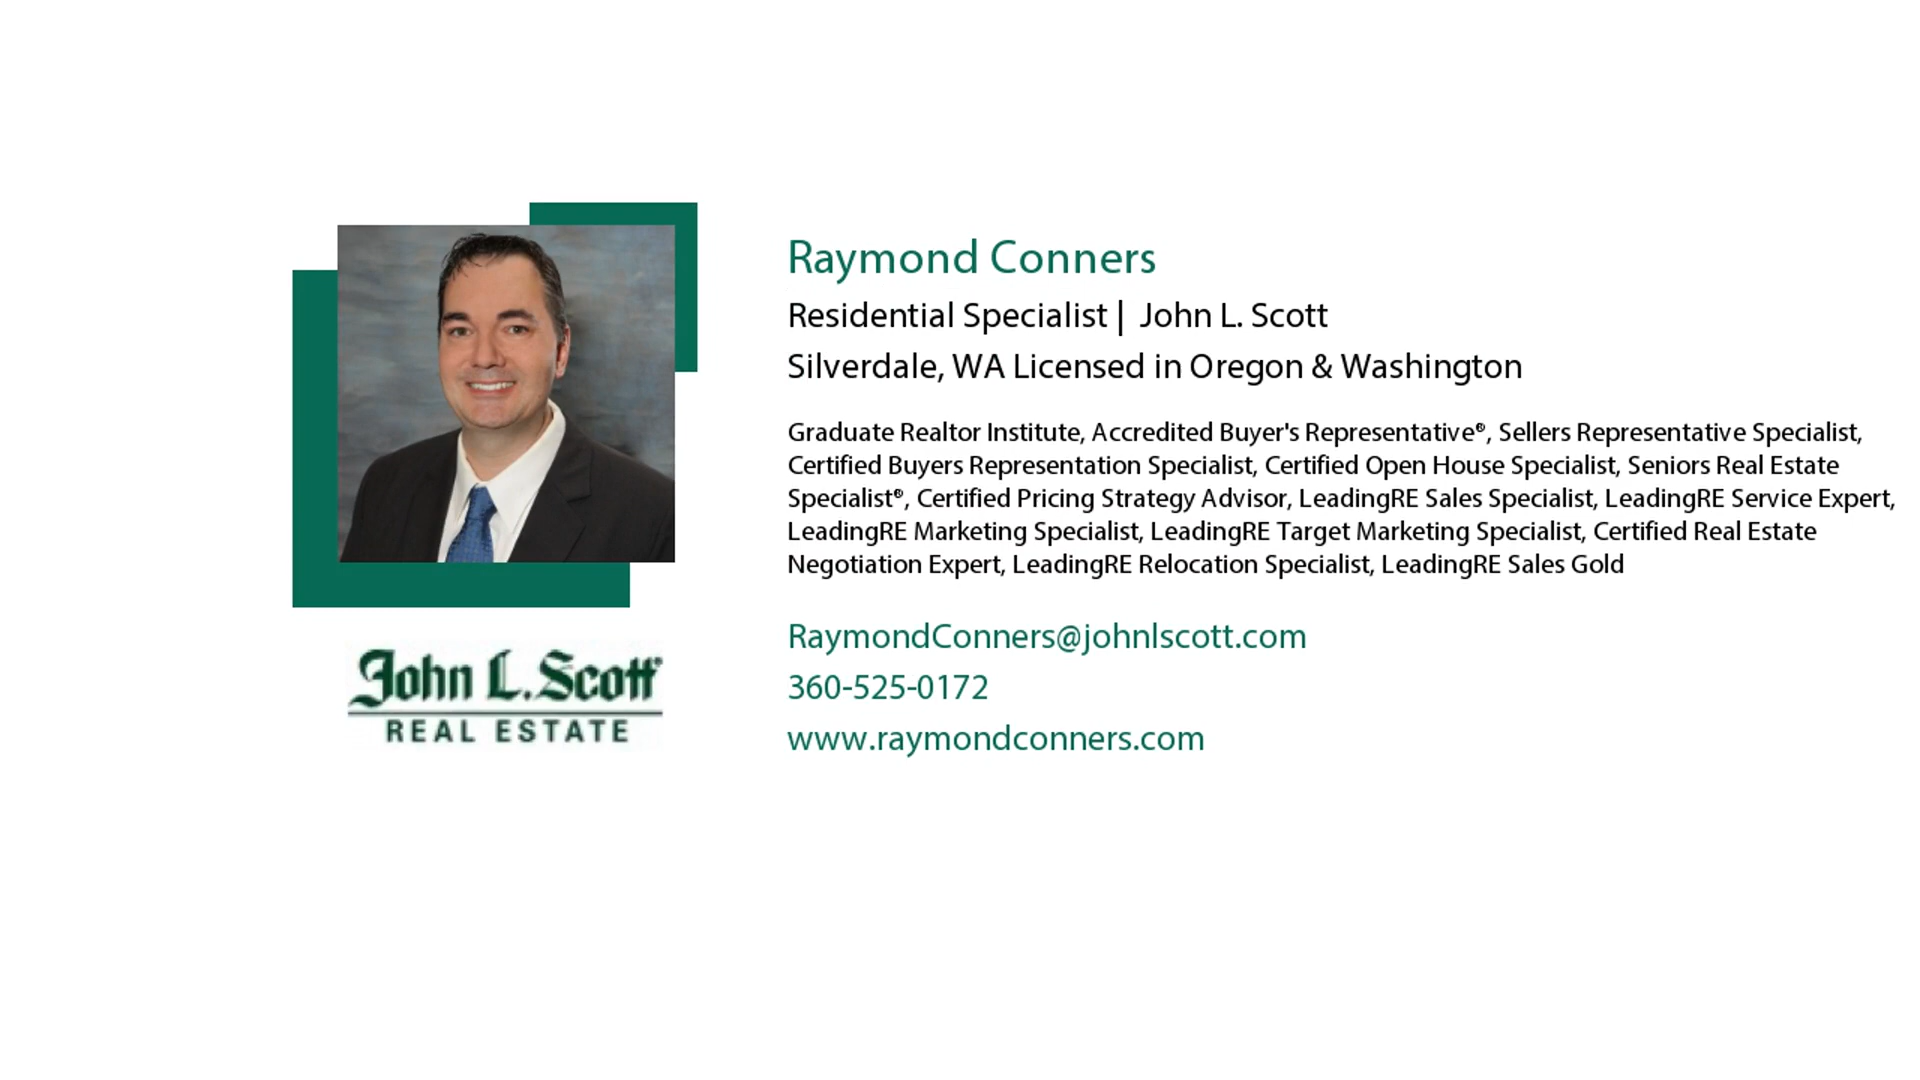 Raymond Conners
Residential Specialist | John L. Scott
Silverdale, WA Licensed in Oregon & Washington
Graduate Realtor Institute, Accredited Buyer's Representative®, Sellers Representative Specialist,
Certified Buyers Representation Specialist, Certified Open House Specialist, Seniors Real Estate
Specialist®, Certified Pricing Strategy Advisor, LeadingRE Sales Specialist, LeadingRE Service Expert,
LeadingRE Marketing Specialist, LeadingRE Target Marketing Specialist, Certified Real Estate
Negotiation Expert, LeadingRE Relocation Specialist, LeadingRE Sales Gold
RaymondConners@johnlscott.com
360-525-0172
www.raymondconners.com
John L. Scott®
REAL ESTATE